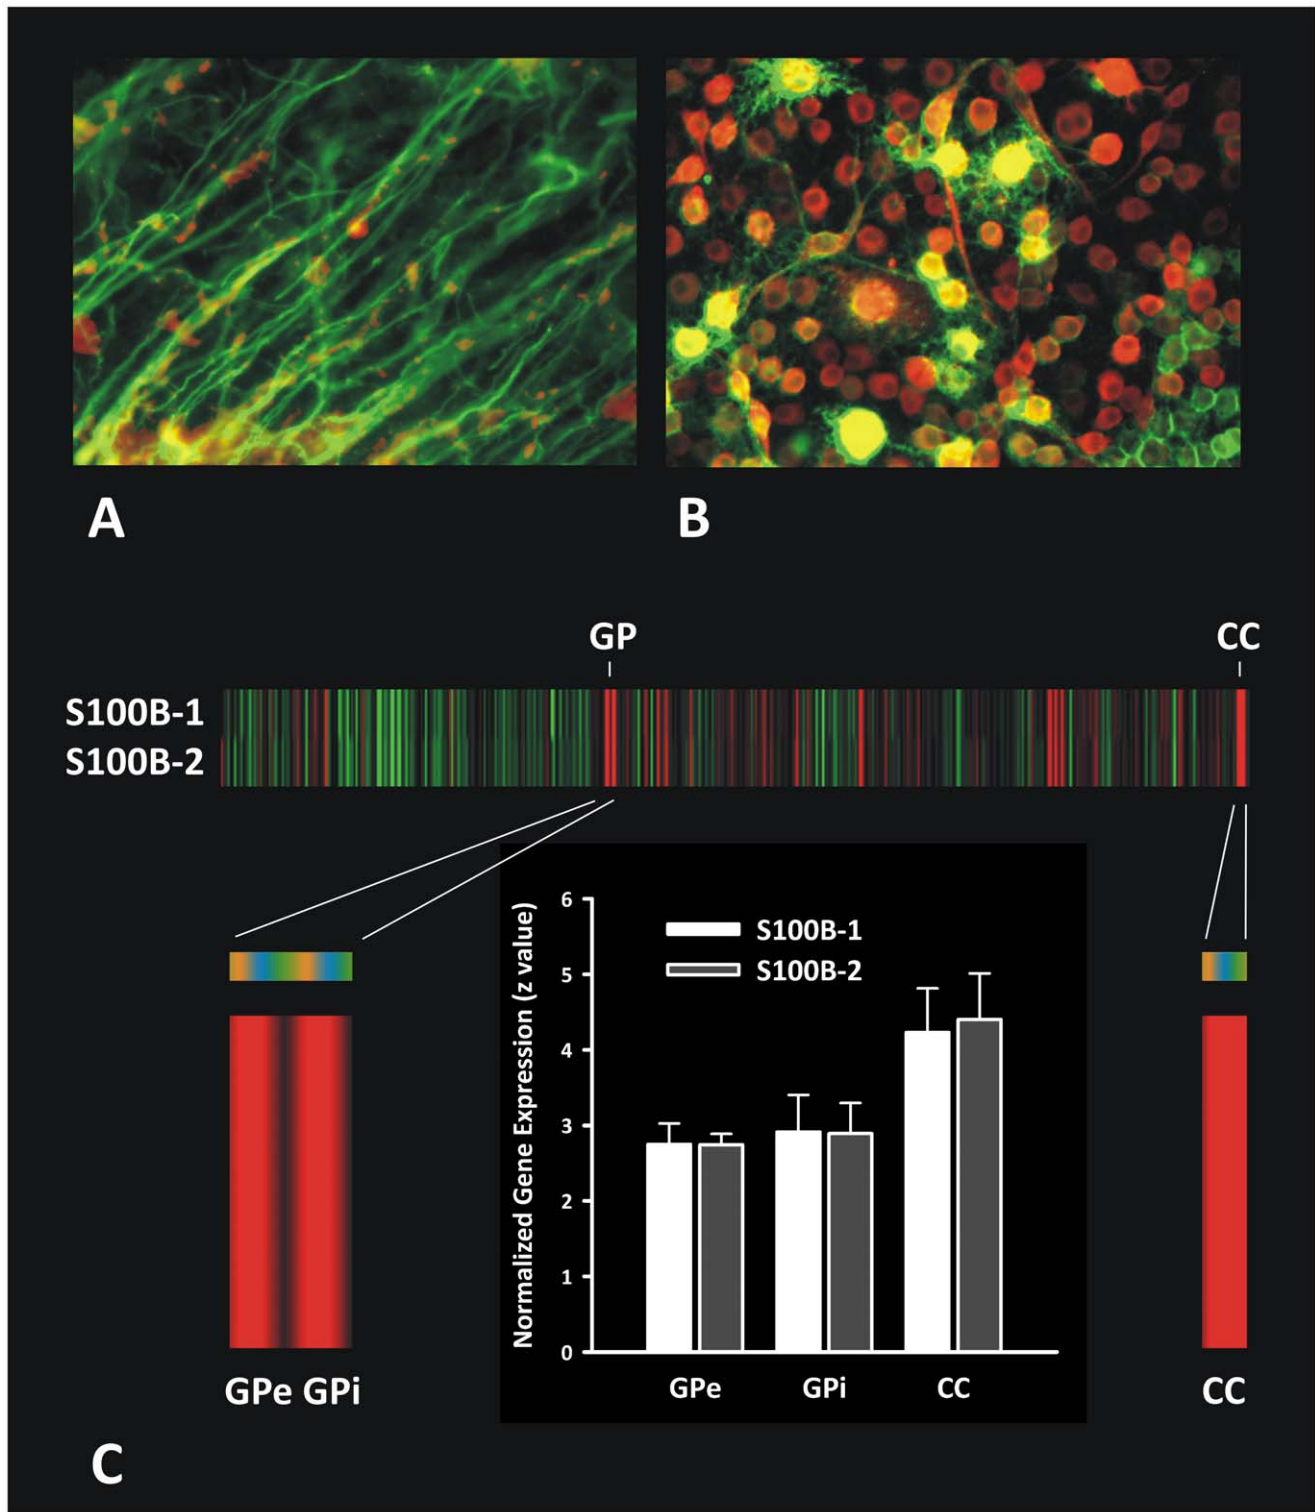 A
B
GP
CC
S100B-1
S100B-2
GPe GPi
Normalized Gene Expression (z value)
6
5
4
3
2
1
0
S100B-1
S100B-2
GPe
GPi
CC
CC
C